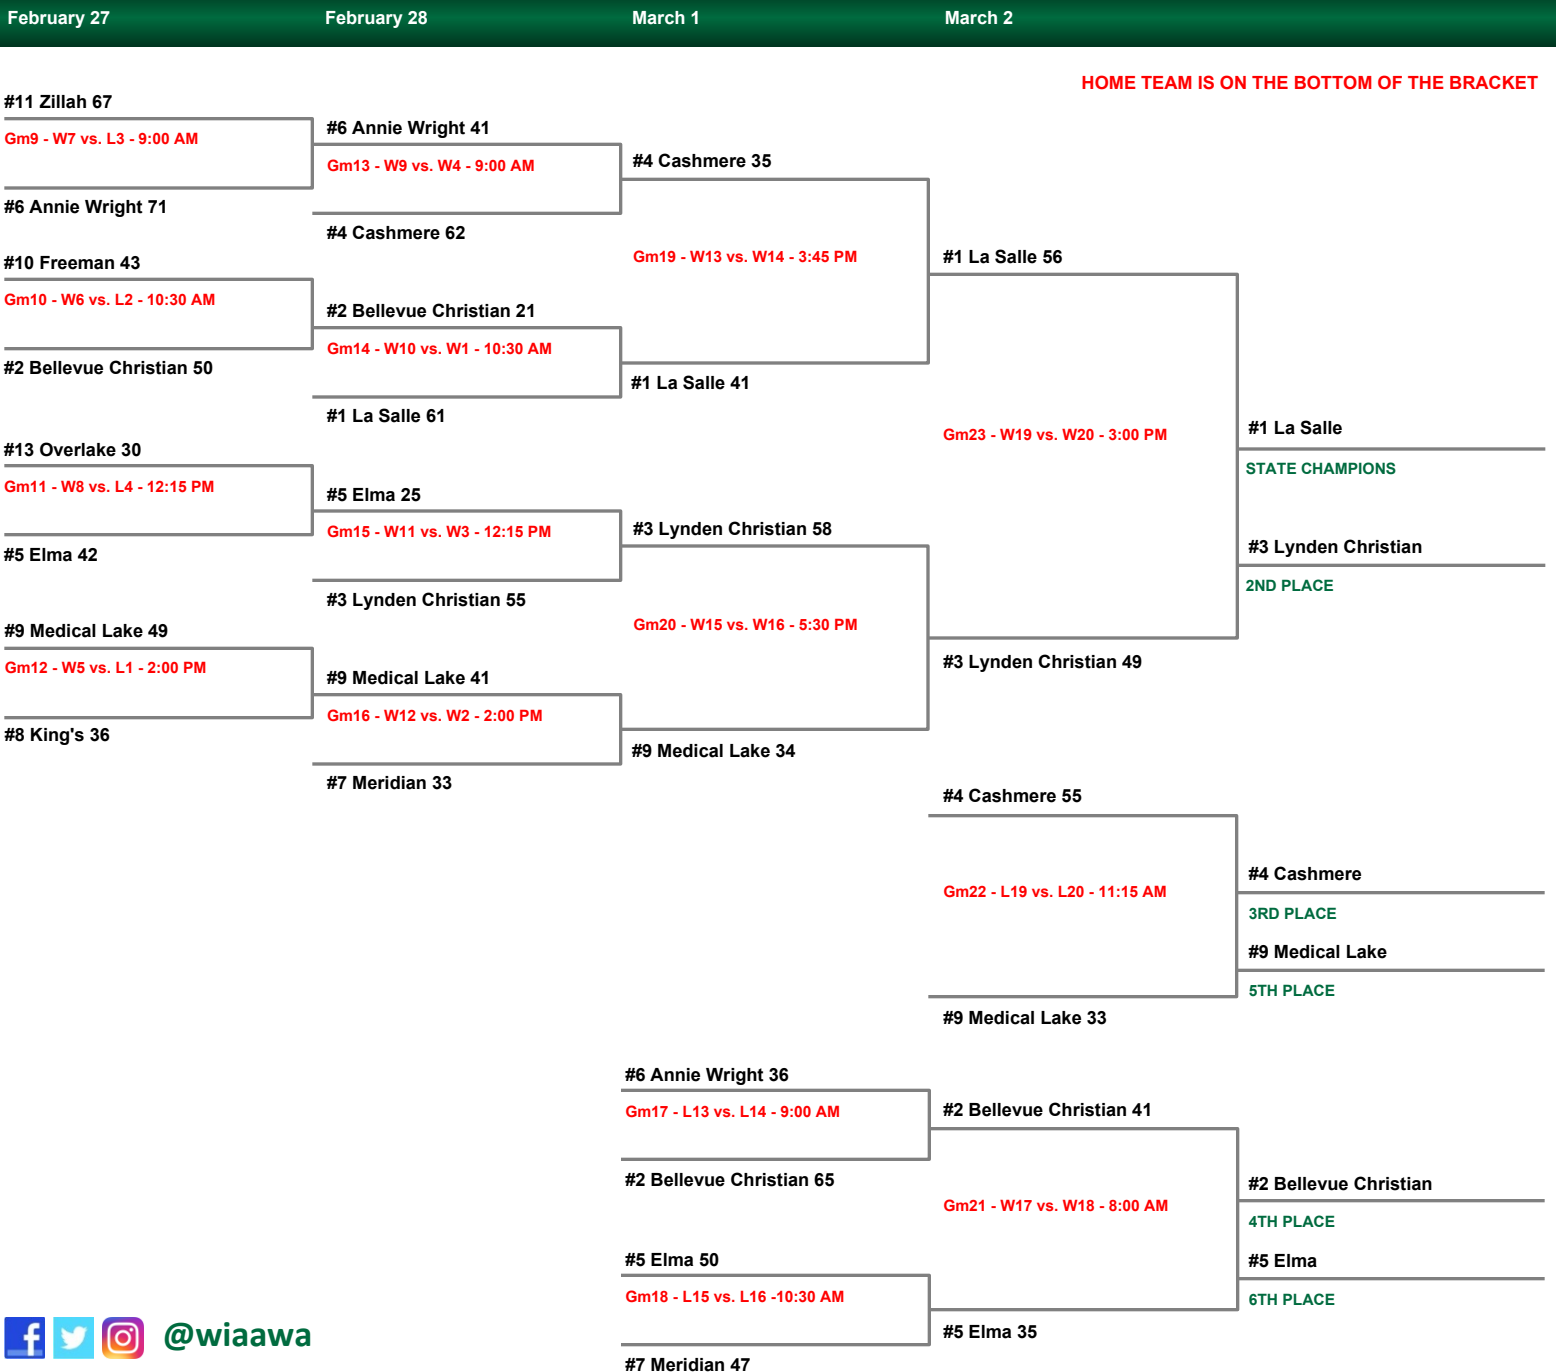 February 27
February 28
March 1
March 2
HOME TEAM IS ON THE BOTTOM OF THE BRACKET
#11 Zillah 67
Gm9 - W7 vs. L3 - 9:00 AM
#6 Annie Wright 71
#10 Freeman 43
Gm10 - W6 vs. L2 - 10:30 AM
#2 Bellevue Christian 50
#13 Overlake 30
Gm11 - W8 vs. L4 - 12:15 PM
#5 Elma 42
#9 Medical Lake 49
Gm12 - W5 vs. L1 - 2:00 PM
#8 King's 36
#6 Annie Wright 41
Gm13 - W9 vs. W4 - 9:00 AM
#4 Cashmere 62
#2 Bellevue Christian 21
Gm14 - W10 vs. W1 - 10:30 AM
#1 La Salle 61
#5 Elma 25
Gm15 - W11 vs. W3 - 12:15 PM
#3 Lynden Christian 55
#9 Medical Lake 41
Gm16 - W12 vs. W2 - 2:00 PM
#7 Meridian 33
#4 Cashmere 35
Gm19 - W13 vs. W14 - 3:45 PM
#1 La Salle 41
#3 Lynden Christian 58
Gm20 - W15 vs. W16 - 5:30 PM
#9 Medical Lake 34
#1 La Salle 56
Gm23 - W19 vs. W20 - 3:00 PM
#3 Lynden Christian 49
#1 La Salle
STATE CHAMPIONS
#3 Lynden Christian
2ND PLACE
#4 Cashmere 55
Gm22 - L19 vs. L20 - 11:15 AM
#9 Medical Lake 33
#4 Cashmere
3RD PLACE
#9 Medical Lake
5TH PLACE
#6 Annie Wright 36
Gm17 - L13 vs. L14 - 9:00 AM
#2 Bellevue Christian 65
#5 Elma 50
Gm18 - L15 vs. L16 -10:30 AM
#7 Meridian 47
#2 Bellevue Christian 41
Gm21 - W17 vs. W18 - 8:00 AM
#5 Elma 35
#2 Bellevue Christian
4TH PLACE
#5 Elma
6TH PLACE
@wiaawa